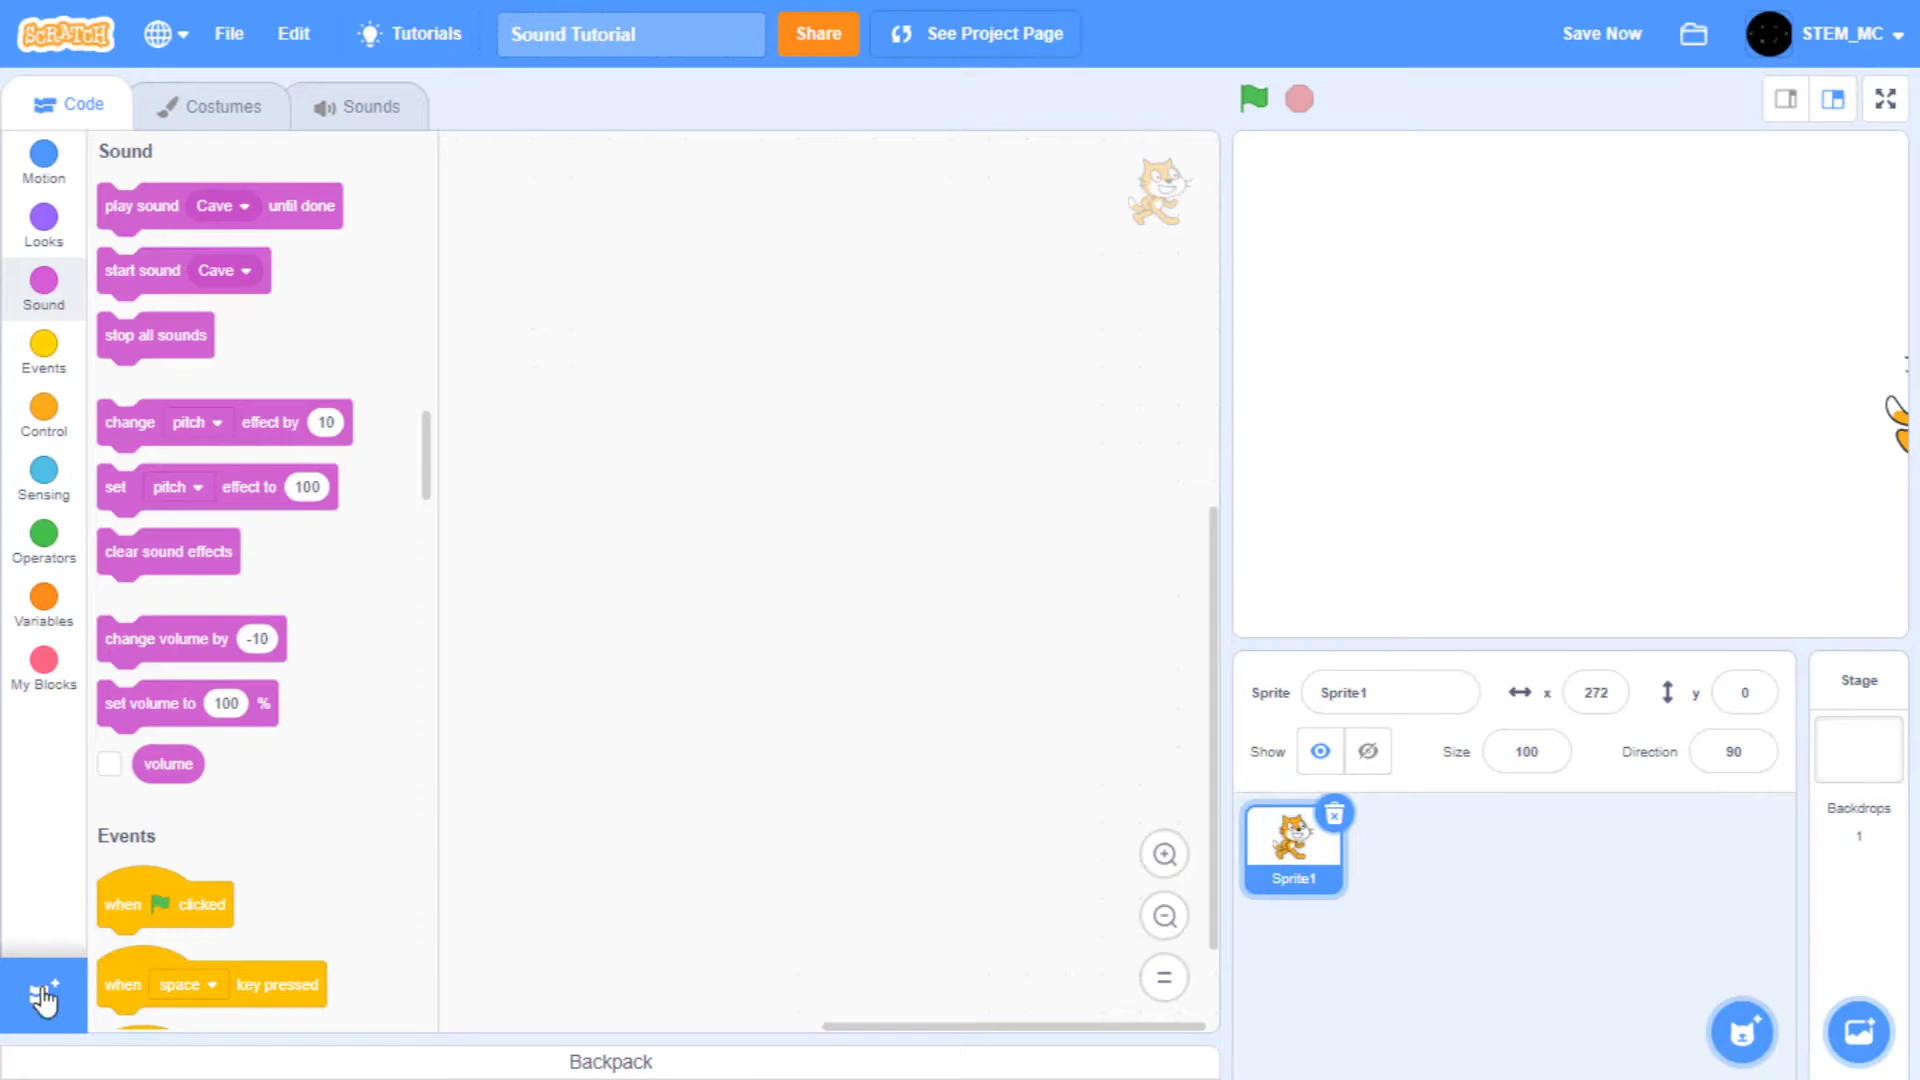 SCRATCH File Edit Tutorials Sound Tutorial Share See Project Page Save Now STEM_MC
Code Costumes Sounds
Motion
Looks
Sound
Events
Control
Sensing
Operators
Variables
My Blocks
Sound
play sound Cave until done
start sound Cave
stop all sounds
change pitch effect by 10
set pitch effect to 100
clear sound effects
change volume by -10
set volume to 100 %
volume
Events
when clicked
when space key pressed
Backpack
Sprite Sprite1 x 272 y 0
Show Size 100 Direction 90
Sprite1
Stage
Backdrops
1